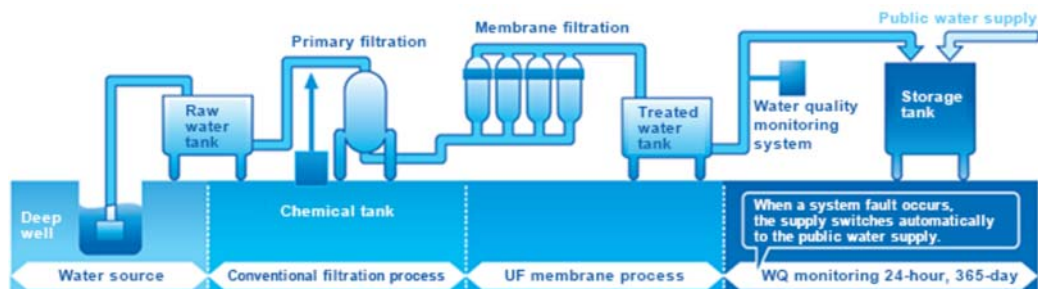 Public water supply
Primary filtration
Membrane filtration
Raw
water
tank
Treated
water
tank
Water quality
monitoring
system
Storage
tank
Deep
well
Chemical tank
When a system fault occurs,
the supply switches automatically
to the public water supply.
Water source
Conventional filtration process
UF membrane process
WQ monitoring 24-hour, 365-day